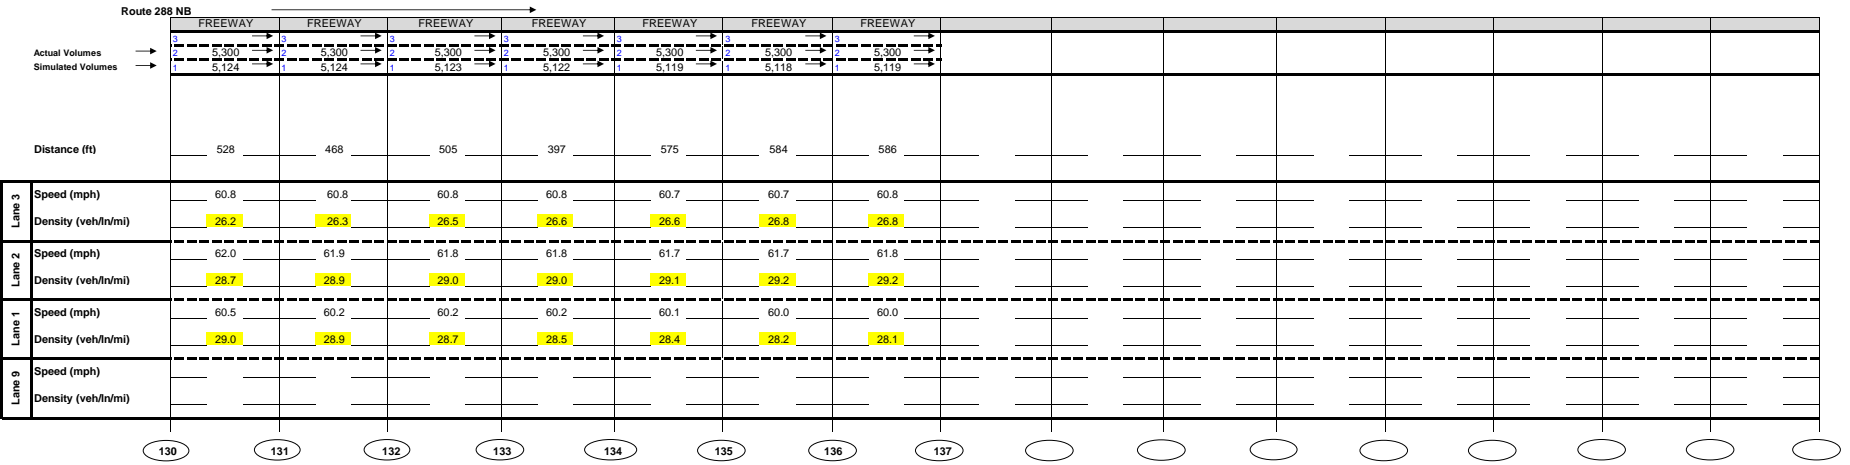 Route 288 NB
FREEWAY FREEWAY FREEWAY FREEWAY FREEWAY FREEWAY FREEWAY
3 3 3 3 3 3 3
Actual Volumes 2 5,300 2 5,300 2 5,300 2 5,300 2 5,300 2 5,300 2 5,300
Simulated Volumes 1 5,124 1 5,124 1 5,123 1 5,122 1 5,119 1 5,118 1 5,119
Distance (ft) 528 468 505 397 575 584 586
Lane 3
Speed (mph) 60.8 60.8 60.8 60.8 60.7 60.7 60.8
Density (veh/ln/mi) 26.2 26.3 26.5 26.6 26.6 26.8 26.8
Lane 2
Speed (mph) 62.0 61.9 61.8 61.8 61.7 61.7 61.8
Density (veh/ln/mi) 28.7 28.9 29.0 29.0 29.1 29.2 29.2
Lane 1
Speed (mph) 60.5 60.2 60.2 60.2 60.1 60.0 60.0
Density (veh/ln/mi) 29.0 28.9 28.7 28.5 28.4 28.2 28.1
Lane 9
Speed (mph)
Density (veh/ln/mi)
130 131 132 133 134 135 136 137